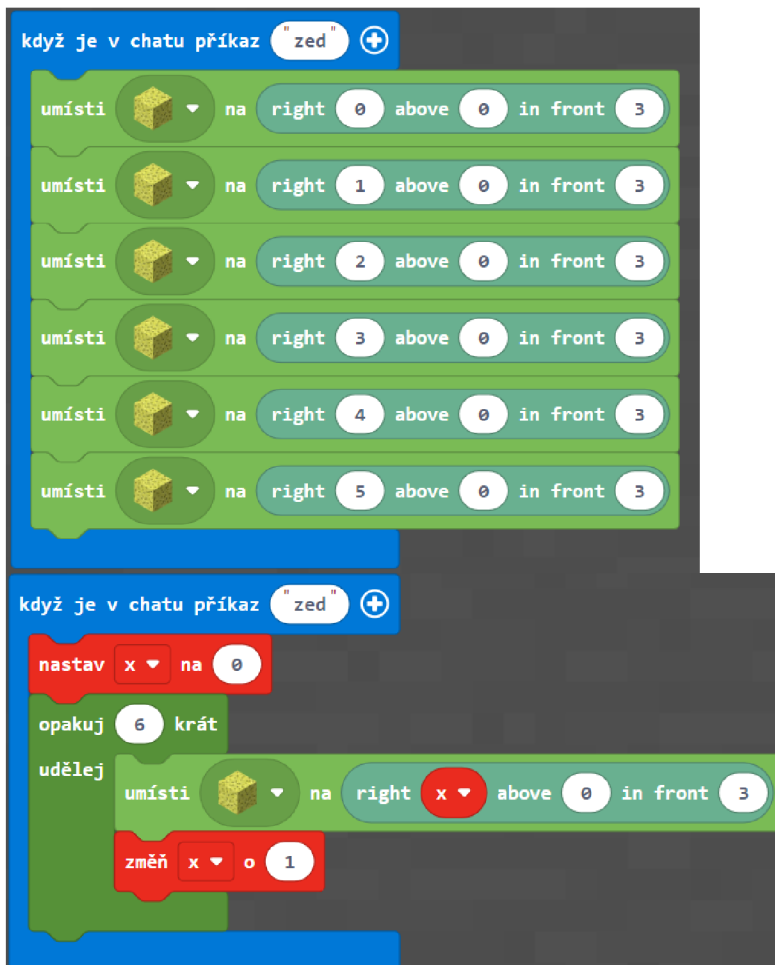 když je v chatu příkaz "zed"
umísti na right 0 above 0 in front 3
umísti na right 1 above 0 in front 3
umísti na right 2 above 0 in front 3
umísti na right 3 above 0 in front 3
umísti na right 4 above 0 in front 3
umísti na right 5 above 0 in front 3
když je v chatu příkaz "zed"
nastav x na 0
opakuj 6 krát
udělej
umísti na right x above 0 in front 3
změň x o 1